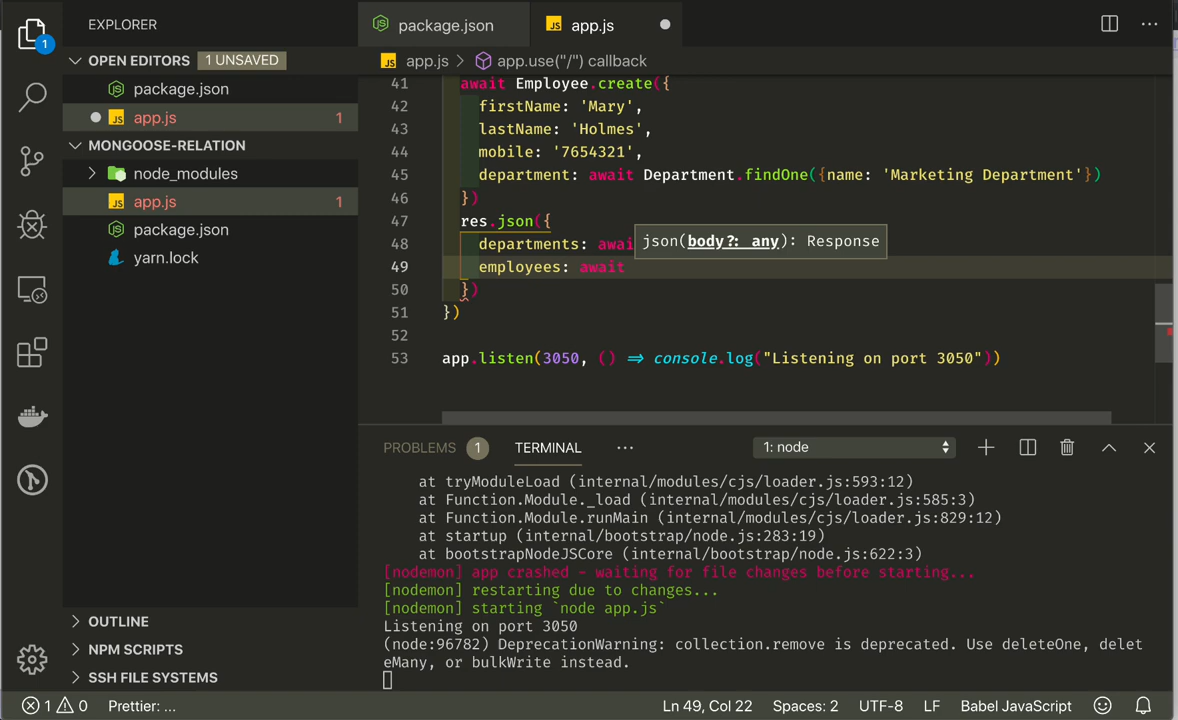 EXPLORER
package.json
app.js
1
OPEN EDITORS
1 UNSAVED
JS app.js > app.use("/") callback
package.json
JS app.js 1
MONGOOSE-RELATION
node_modules
JS app.js 1
package.json
yarn.lock
41 await Employee.create({
42 firstName: 'Mary',
43 lastName: 'Holmes',
44 mobile: '7654321',
45 department: await Department.findOne({name: 'Marketing Department'})
46 })
47 res.json({
json(body?: any): Response
48 departments: awai
49 employees: await
50 })
51 })
52
53 app.listen(3050, () => console.log("Listening on port 3050"))
PROBLEMS 1 TERMINAL ··· 1: node
at tryModuleLoad (internal/modules/cjs/loader.js:593:12)
at Function.Module._load (internal/modules/cjs/loader.js:585:3)
at Function.Module.runMain (internal/modules/cjs/loader.js:829:12)
at startup (internal/bootstrap/node.js:283:19)
at bootstrapNodeJSCore (internal/bootstrap/node.js:622:3)
[nodemon] app crashed - waiting for file changes before starting...
[nodemon] restarting due to changes...
[nodemon] starting `node app.js`
Listening on port 3050
(node:96782) DeprecationWarning: collection.remove is deprecated. Use deleteOne, delet
eMany, or bulkWrite instead.
OUTLINE
NPM SCRIPTS
SSH FILE SYSTEMS
1 0 Prettier: ... Ln 49, Col 22 Spaces: 2 UTF-8 LF Babel JavaScript